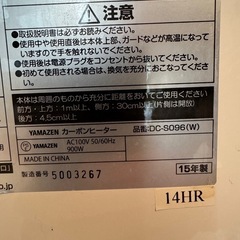 注意
取扱説明書を必ずお読みください。
使用中や使用直後は本体上部、ガードなどが高温になって
いますので手を触れないでください。
使用後は電源プラグをコンセントから抜いてください。
初めて使用される場合は、換気を充分におこなって
ください。
本体は周囲のものから充分に距離をおいて
使用中 上方:1m以上 側方:30cm以上(片側は開放)
後方:4.5cm以上
YAMAZEN カーボンヒーター 品番:DC-S096(W)
YAMAZEN
AC100V 50/60Hz
900W
MADE IN CHINA
15年製
製造番号 5003267
14HR